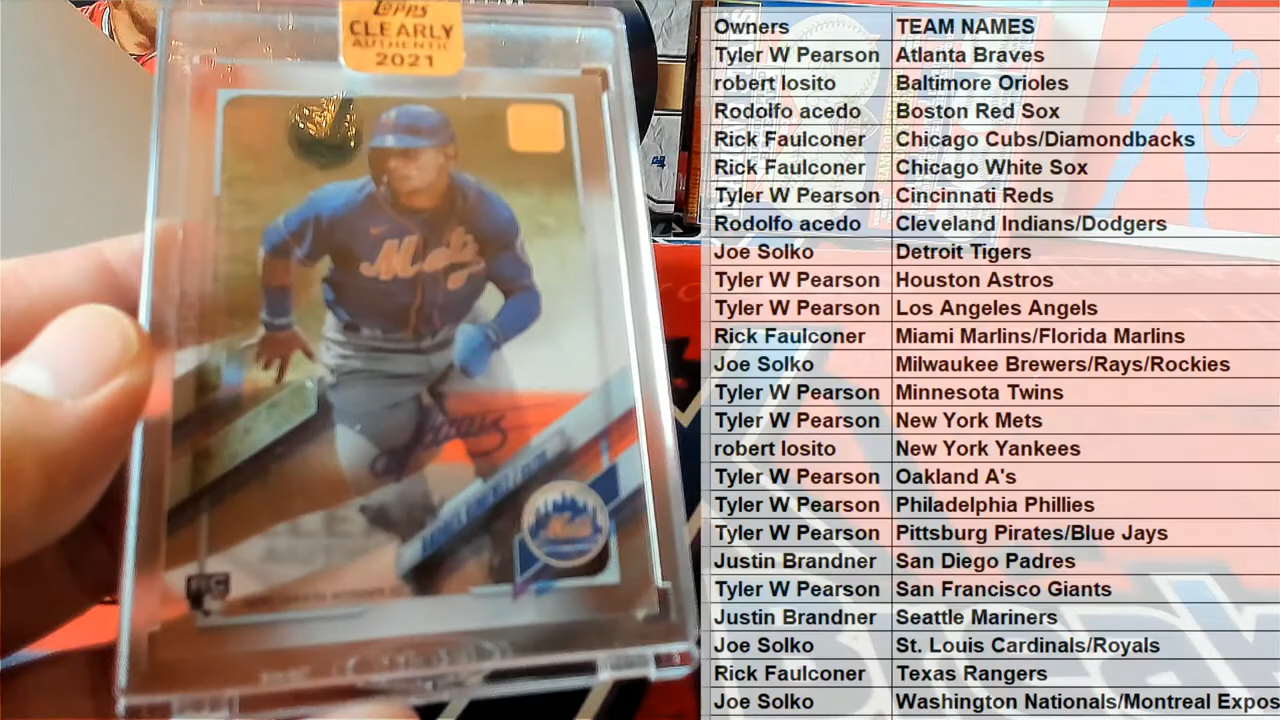 Topps
CLEARLY
AUTHENTIC
2021
Mets
RC
Owners TEAM NAMES
Tyler W Pearson Atlanta Braves
robert losito Baltimore Orioles
Rodolfo acedo Boston Red Sox
Rick Faulconer Chicago Cubs/Diamondbacks
Rick Faulconer Chicago White Sox
Tyler W Pearson Cincinnati Reds
Rodolfo acedo Cleveland Indians/Dodgers
Joe Solko Detroit Tigers
Tyler W Pearson Houston Astros
Tyler W Pearson Los Angeles Angels
Rick Faulconer Miami Marlins/Florida Marlins
Joe Solko Milwaukee Brewers/Rays/Rockies
Tyler W Pearson Minnesota Twins
Tyler W Pearson New York Mets
robert losito New York Yankees
Tyler W Pearson Oakland A's
Tyler W Pearson Philadelphia Phillies
Tyler W Pearson Pittsburg Pirates/Blue Jays
Justin Brandner San Diego Padres
Tyler W Pearson San Francisco Giants
Justin Brandner Seattle Mariners
Joe Solko St. Louis Cardinals/Royals
Rick Faulconer Texas Rangers
Joe Solko Washington Nationals/Montreal Expos